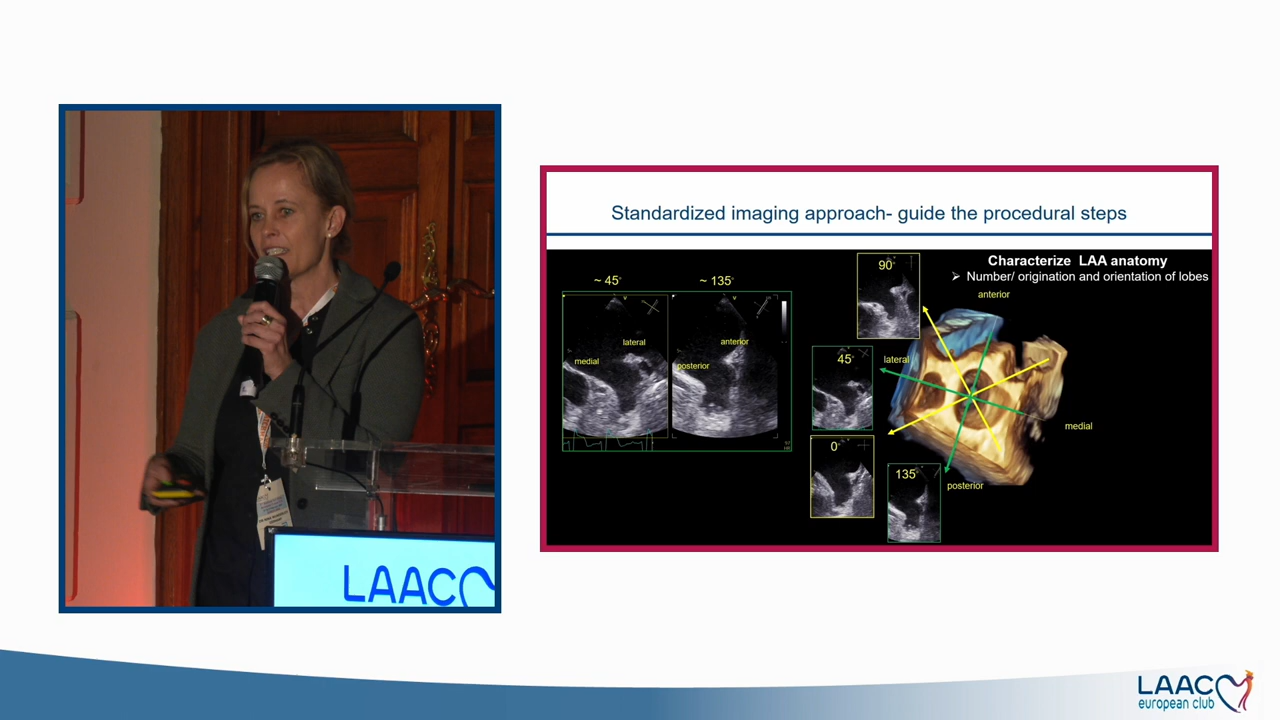 LAAC
Standardized imaging approach- guide the procedural steps
Characterize LAA anatomy
➢ Number/ origination and orientation of lobes
~ 45°
~ 135°
medial
lateral
posterior
anterior
90°
45°
0°
135°
anterior
lateral
medial
posterior
LAAC
european club